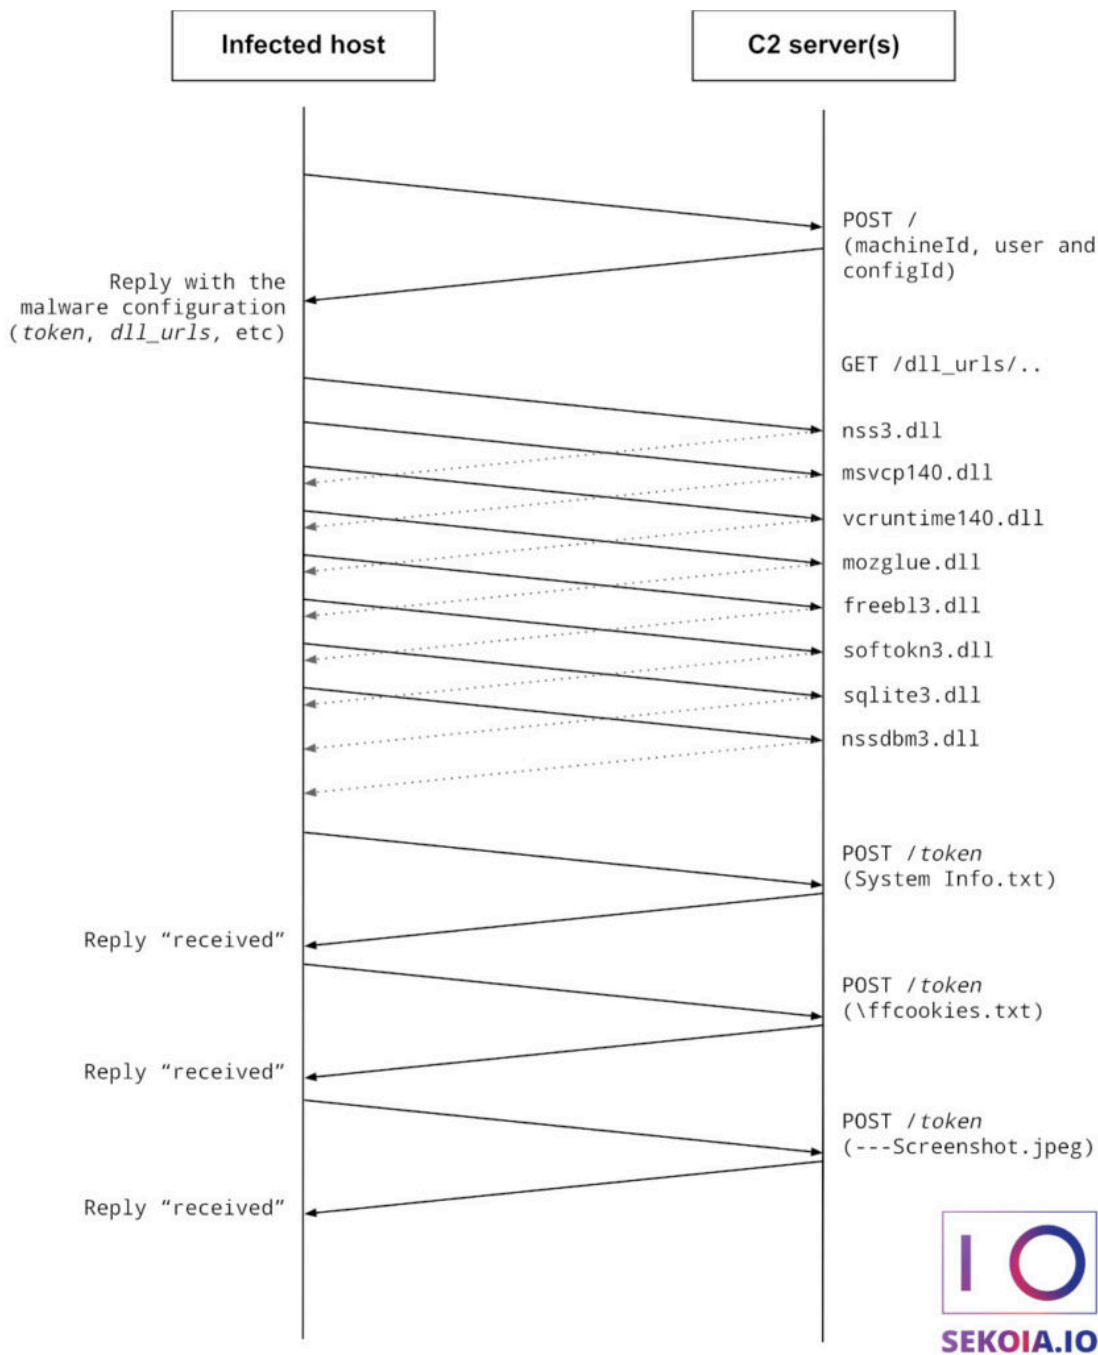 Infected host
C2 server(s)
POST /
(machineId, user and
configId)
Reply with the
malware configuration
(token, dll_urls, etc)
GET /dll_urls/..
nss3.dll
msvcp140.dll
vcruntime140.dll
mozglue.dll
freebl3.dll
softokn3.dll
sqlite3.dll
nssdbm3.dll
POST /token
(System Info.txt)
Reply “received”
POST /token
(\ffcookies.txt)
Reply “received”
POST /token
(---Screenshot.jpeg)
Reply “received”
IO
SEKOIA.IO